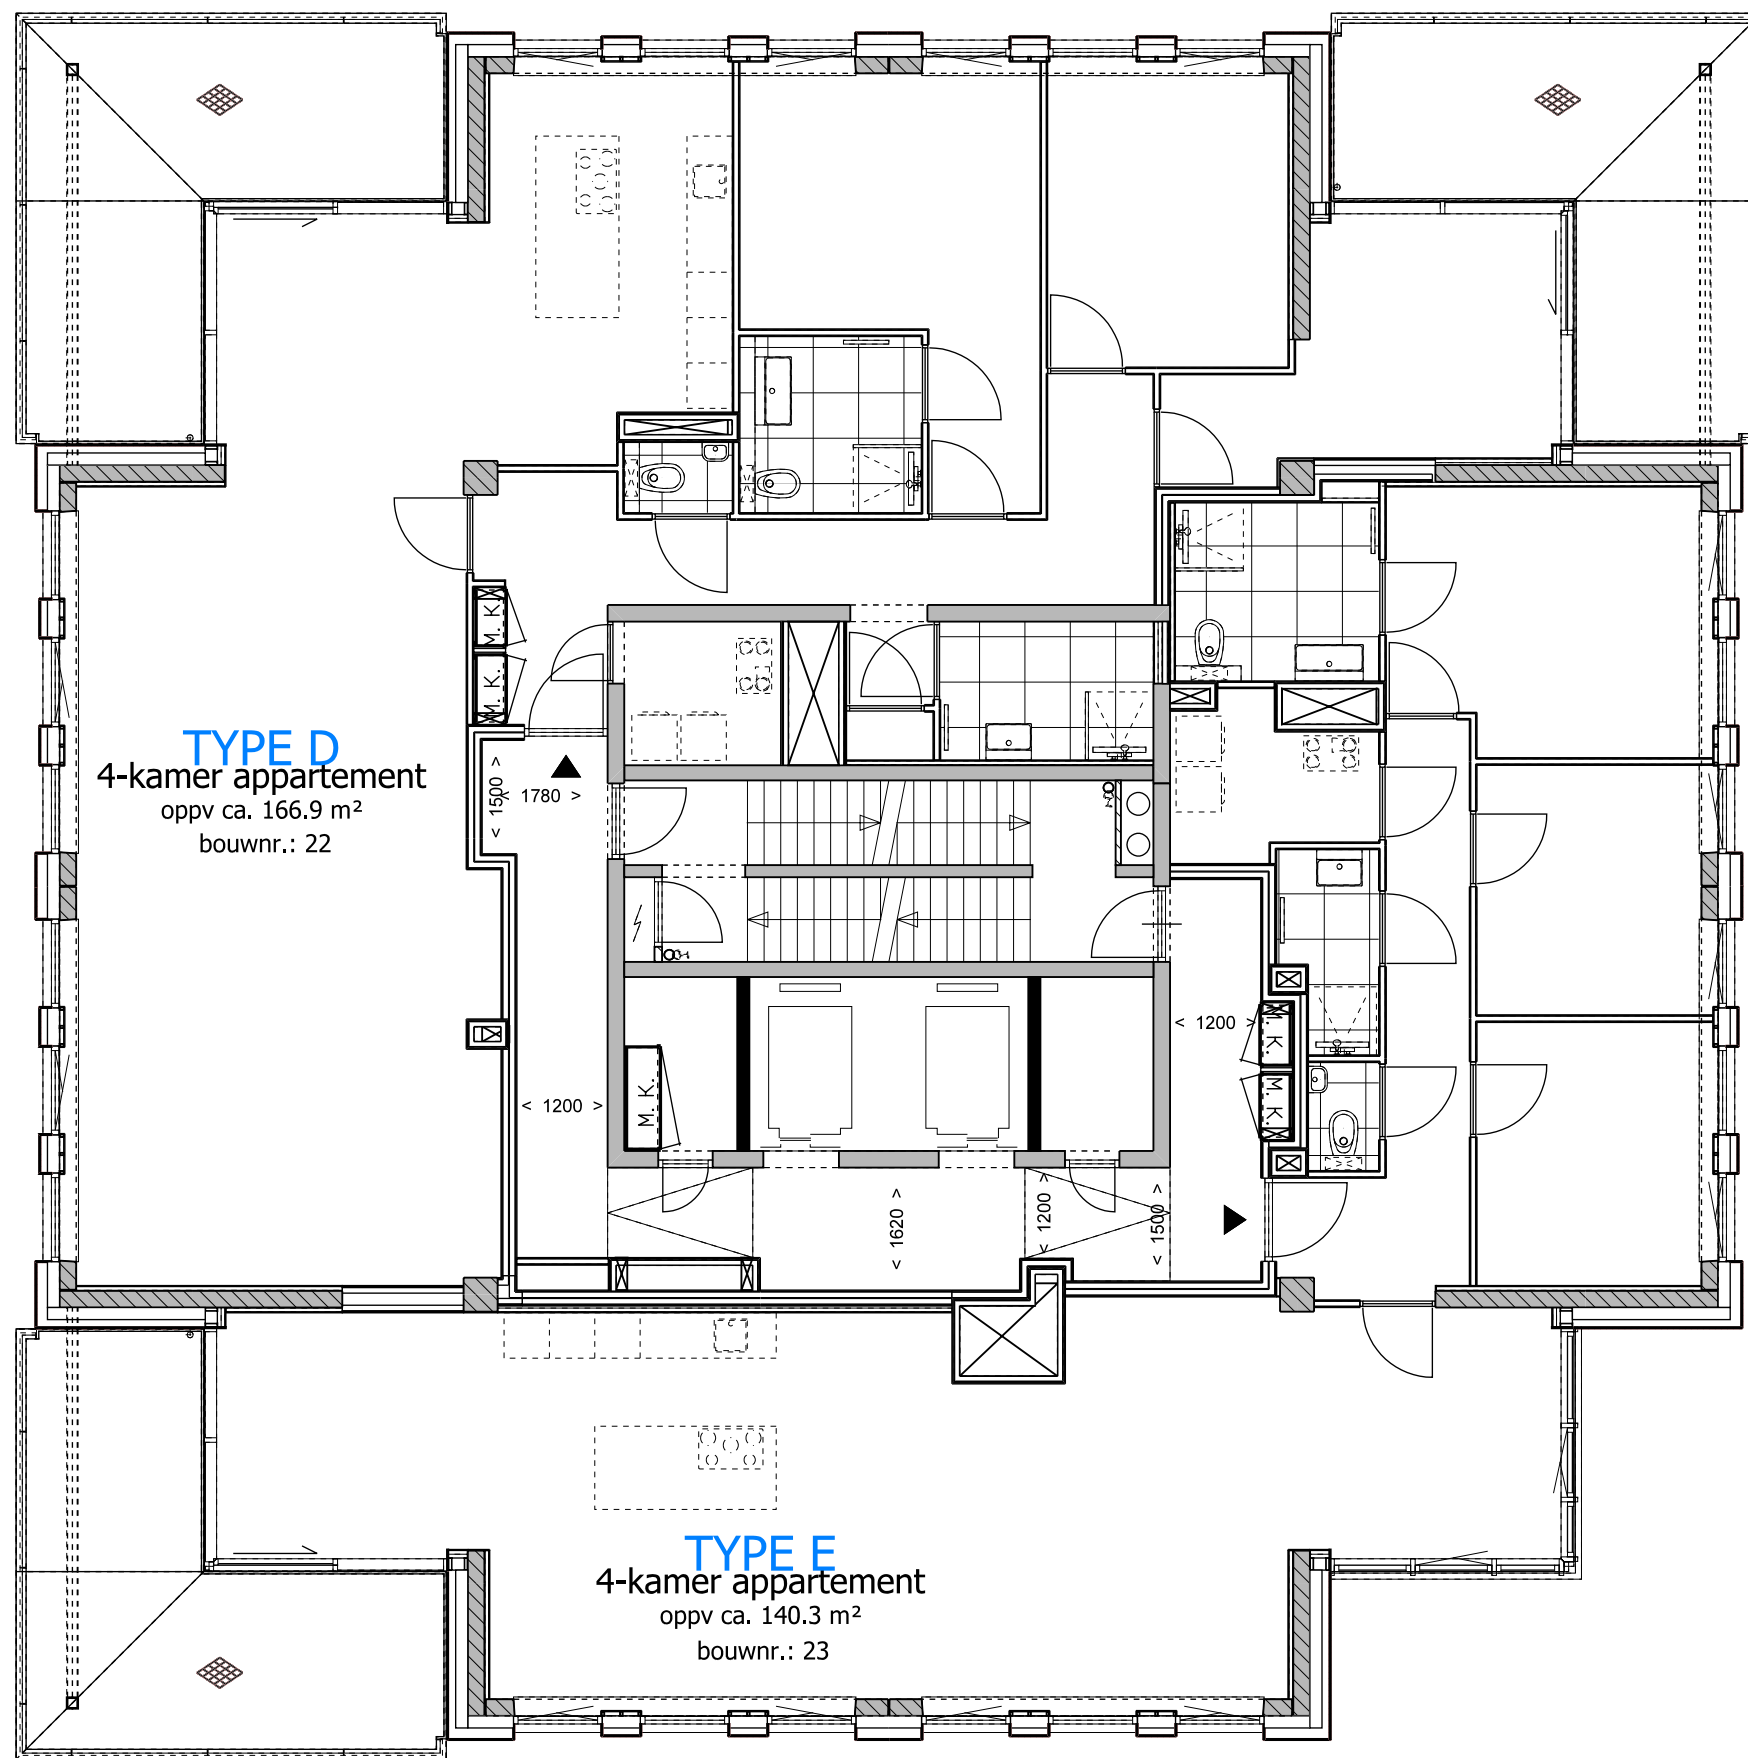 M. K.
M. K.
TYPE D
4-kamer appartement
oppv ca. 166.9 m²
bouwnr.: 22
< 1500 >
< 1780 >
< 1200 >
M. K.
< 1200 >
M. K.
M. K.
< 1620 >
< 1200 >
< 1500 >
TYPE E
4-kamer appartement
oppv ca. 140.3 m²
bouwnr.: 23